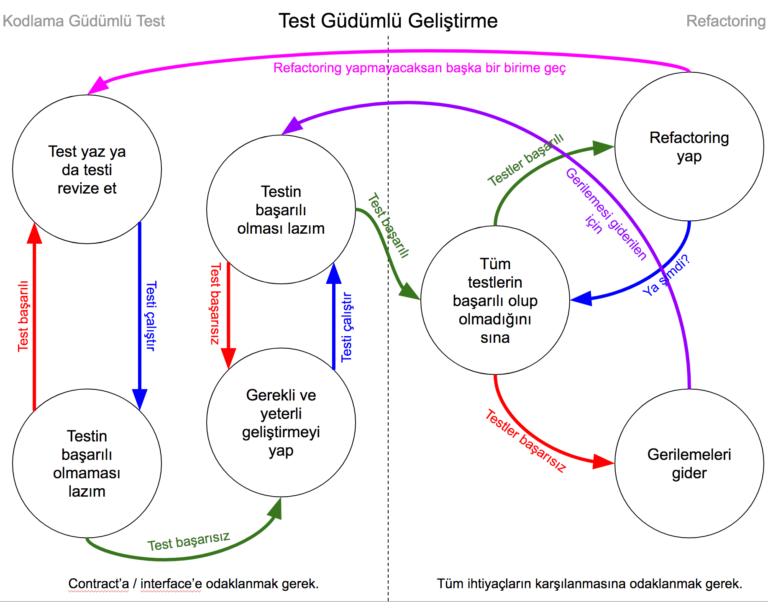 Kodlama Güdümlü Test
Test Güdümlü Geliştirme
Refactoring
Refactoring yapmayacaksan başka bir birime geç
Test yaz ya
da testi
revize et
Test başarılı
Testi çalıştır
Testin
başarılı
olmaması
lazım
Test başarısız
Testin
başarılı
olması lazım
Test başarısız
Testi çalıştır
Gerekli ve
yeterli
geliştirmeyi
yap
Test başarılı
Tüm
testlerin
başarılı olup
olmadığını
sına
Testler başarılı
Refactoring
yap
Ya şimdi?
Gerilemesi giderilen
için
Testler başarısız
Gerilemeleri
gider
Contract'a / interface'e odaklanmak gerek.
Tüm ihtiyaçların karşılanmasına odaklanmak gerek.